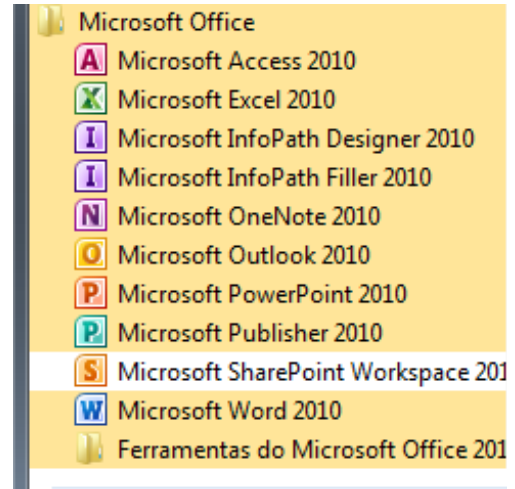 Microsoft Office
Microsoft Access 2010
Microsoft Excel 2010
Microsoft InfoPath Designer 2010
Microsoft InfoPath Filler 2010
Microsoft OneNote 2010
Microsoft Outlook 2010
Microsoft PowerPoint 2010
Microsoft Publisher 2010
Microsoft SharePoint Workspace 201
Microsoft Word 2010
Ferramentas do Microsoft Office 201